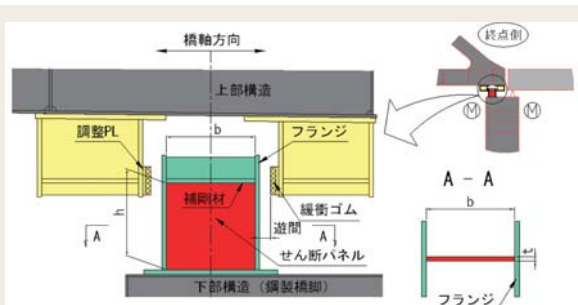 橋軸方向
終点側
上部構造
調整PL
b
フランジ
M
M
補剛材
A - A
h
緩衝ゴム
b
A
遊間
A
せん断パネル
t
下部構造(鋼製橋脚)
フランジ